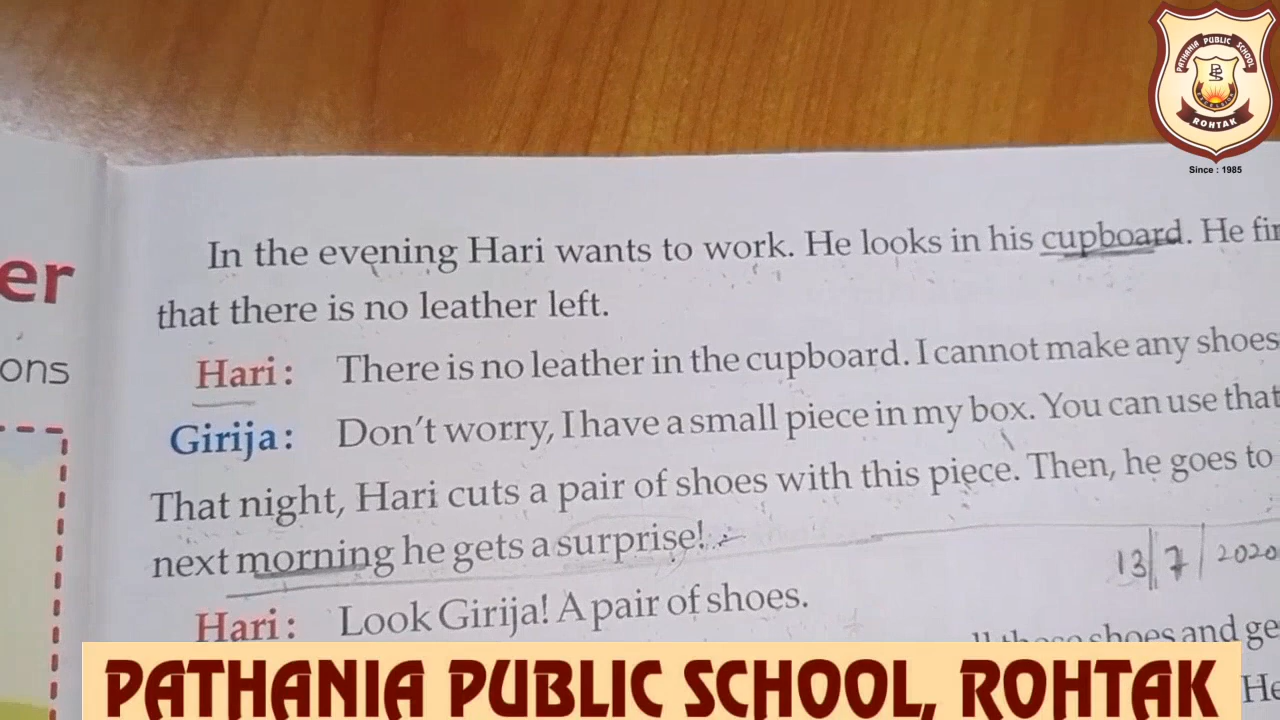 PATHANIA PUBLIC SCHOOL
ROHTAK
Since : 1985
In the evening Hari wants to work. He looks in his cupboard. He
that there is no leather left.
Hari: There is no leather in the cupboard. I cannot make any shoes
Girija: Don't worry, I have a small piece in my box. You can use that
That night, Hari cuts a pair of shoes with this piece. Then, he goes to
next morning he gets a surprise!
13/7/2020
Hari: Look Girija! A pair of shoes.
shoes and
He
er
ons
PATHANIA PUBLIC SCHOOL, ROHTAK